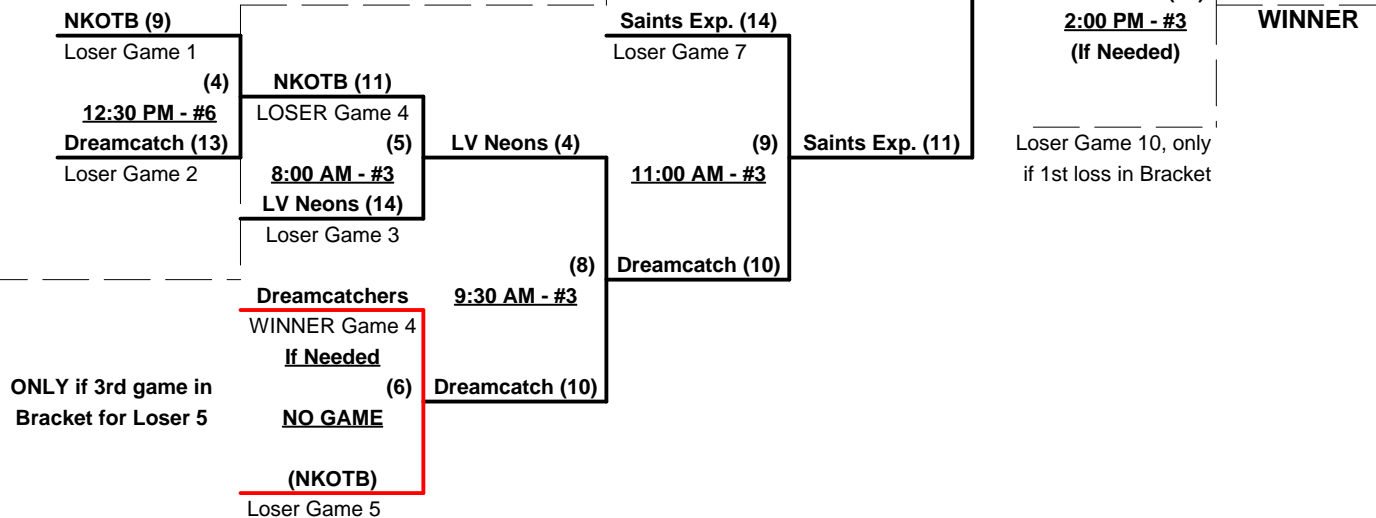 NKOTB (9)
Loser Game 1
(4)
12:30 PM - #6
Dreamcatch (13)
Loser Game 2
NKOTB (11)
LOSER Game 4
(5)
8:00 AM - #3
LV Neons (14)
Loser Game 3
Dreamcatchers
WINNER Game 4
If Needed
(6)
NO GAME
(NKOTB)
Loser Game 5
ONLY if 3rd game in
Bracket for Loser 5
LV Neons (4)
(8)
9:30 AM - #3
Dreamcatch (10)
Saints Exp. (14)
Loser Game 7
(9)
11:00 AM - #3
Dreamcatch (10)
Saints Exp. (11)
2:00 PM - #3
(If Needed)
Loser Game 10, only
if 1st loss in Bracket
WINNER